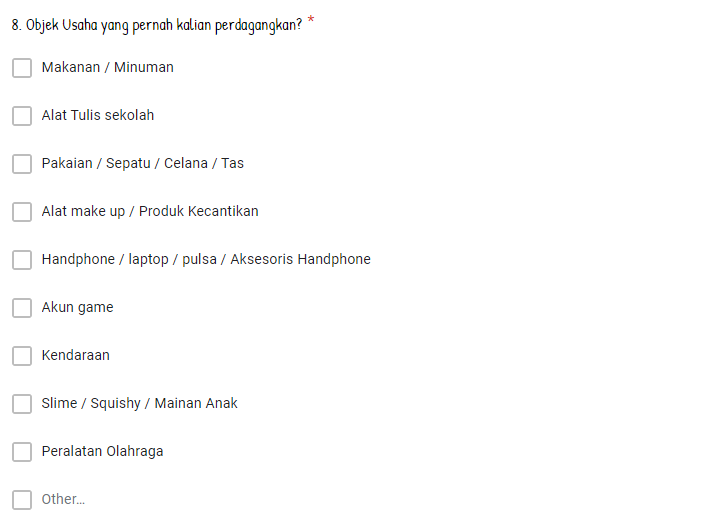 8. Objek Usaha yang pernah kalian perdagangkan? *
Makanan / Minuman
Alat Tulis sekolah
Pakaian / Sepatu / Celana / Tas
Alat make up / Produk Kecantikan
Handphone / laptop / pulsa / Aksesoris Handphone
Akun game
Kendaraan
Slime / Squishy / Mainan Anak
Peralatan Olahraga
Other...